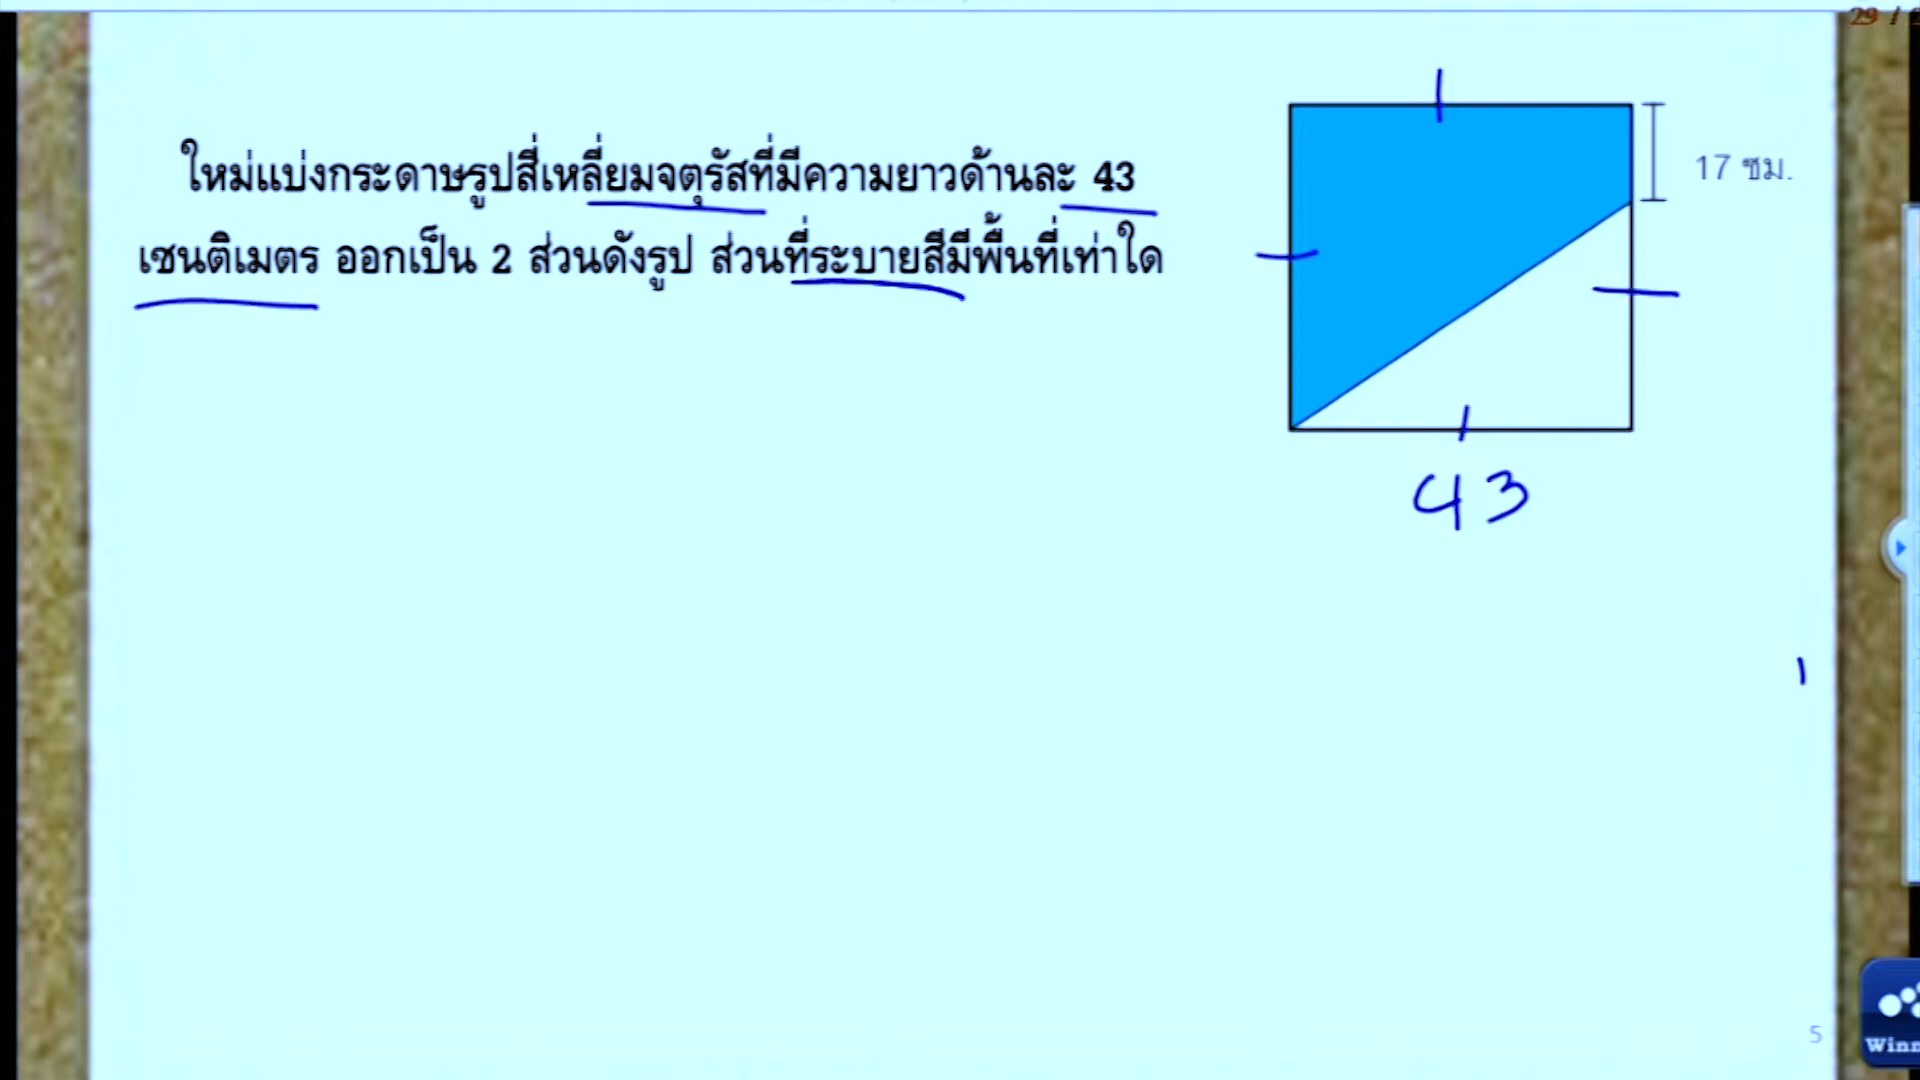 29 /
ใหม่แบ่งกระดาษรูปสี่เหลี่ยมจตุรัสที่มีความยาวด้านละ 43
เซนติเมตร ออกเป็น 2 ส่วนดังรูป ส่วนที่ระบายสีมีพื้นที่เท่าใด
17 ซม.
43
5
Winn